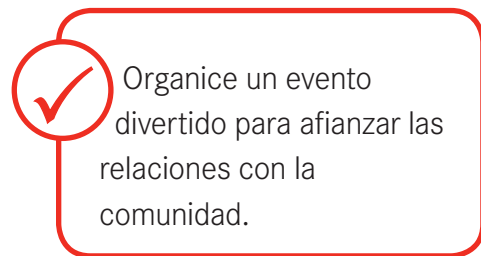 Organice un evento
divertido para afianzar las
relaciones con la
comunidad.